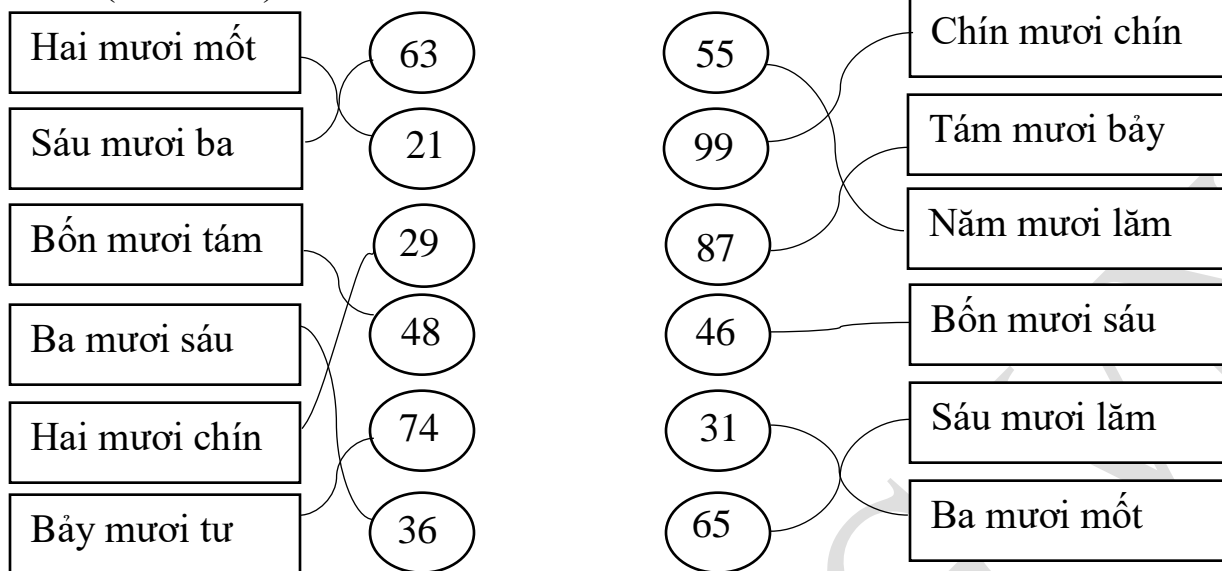 Hai mươi mốt 63 55 Chín mươi chín
Sáu mươi ba 21 99 Tám mươi bảy
Bốn mươi tám 29 87 Năm mươi lăm
Ba mươi sáu 48 46 Bốn mươi sáu
Hai mươi chín 74 31 Sáu mươi lăm
Bảy mươi tư 36 65 Ba mươi mốt